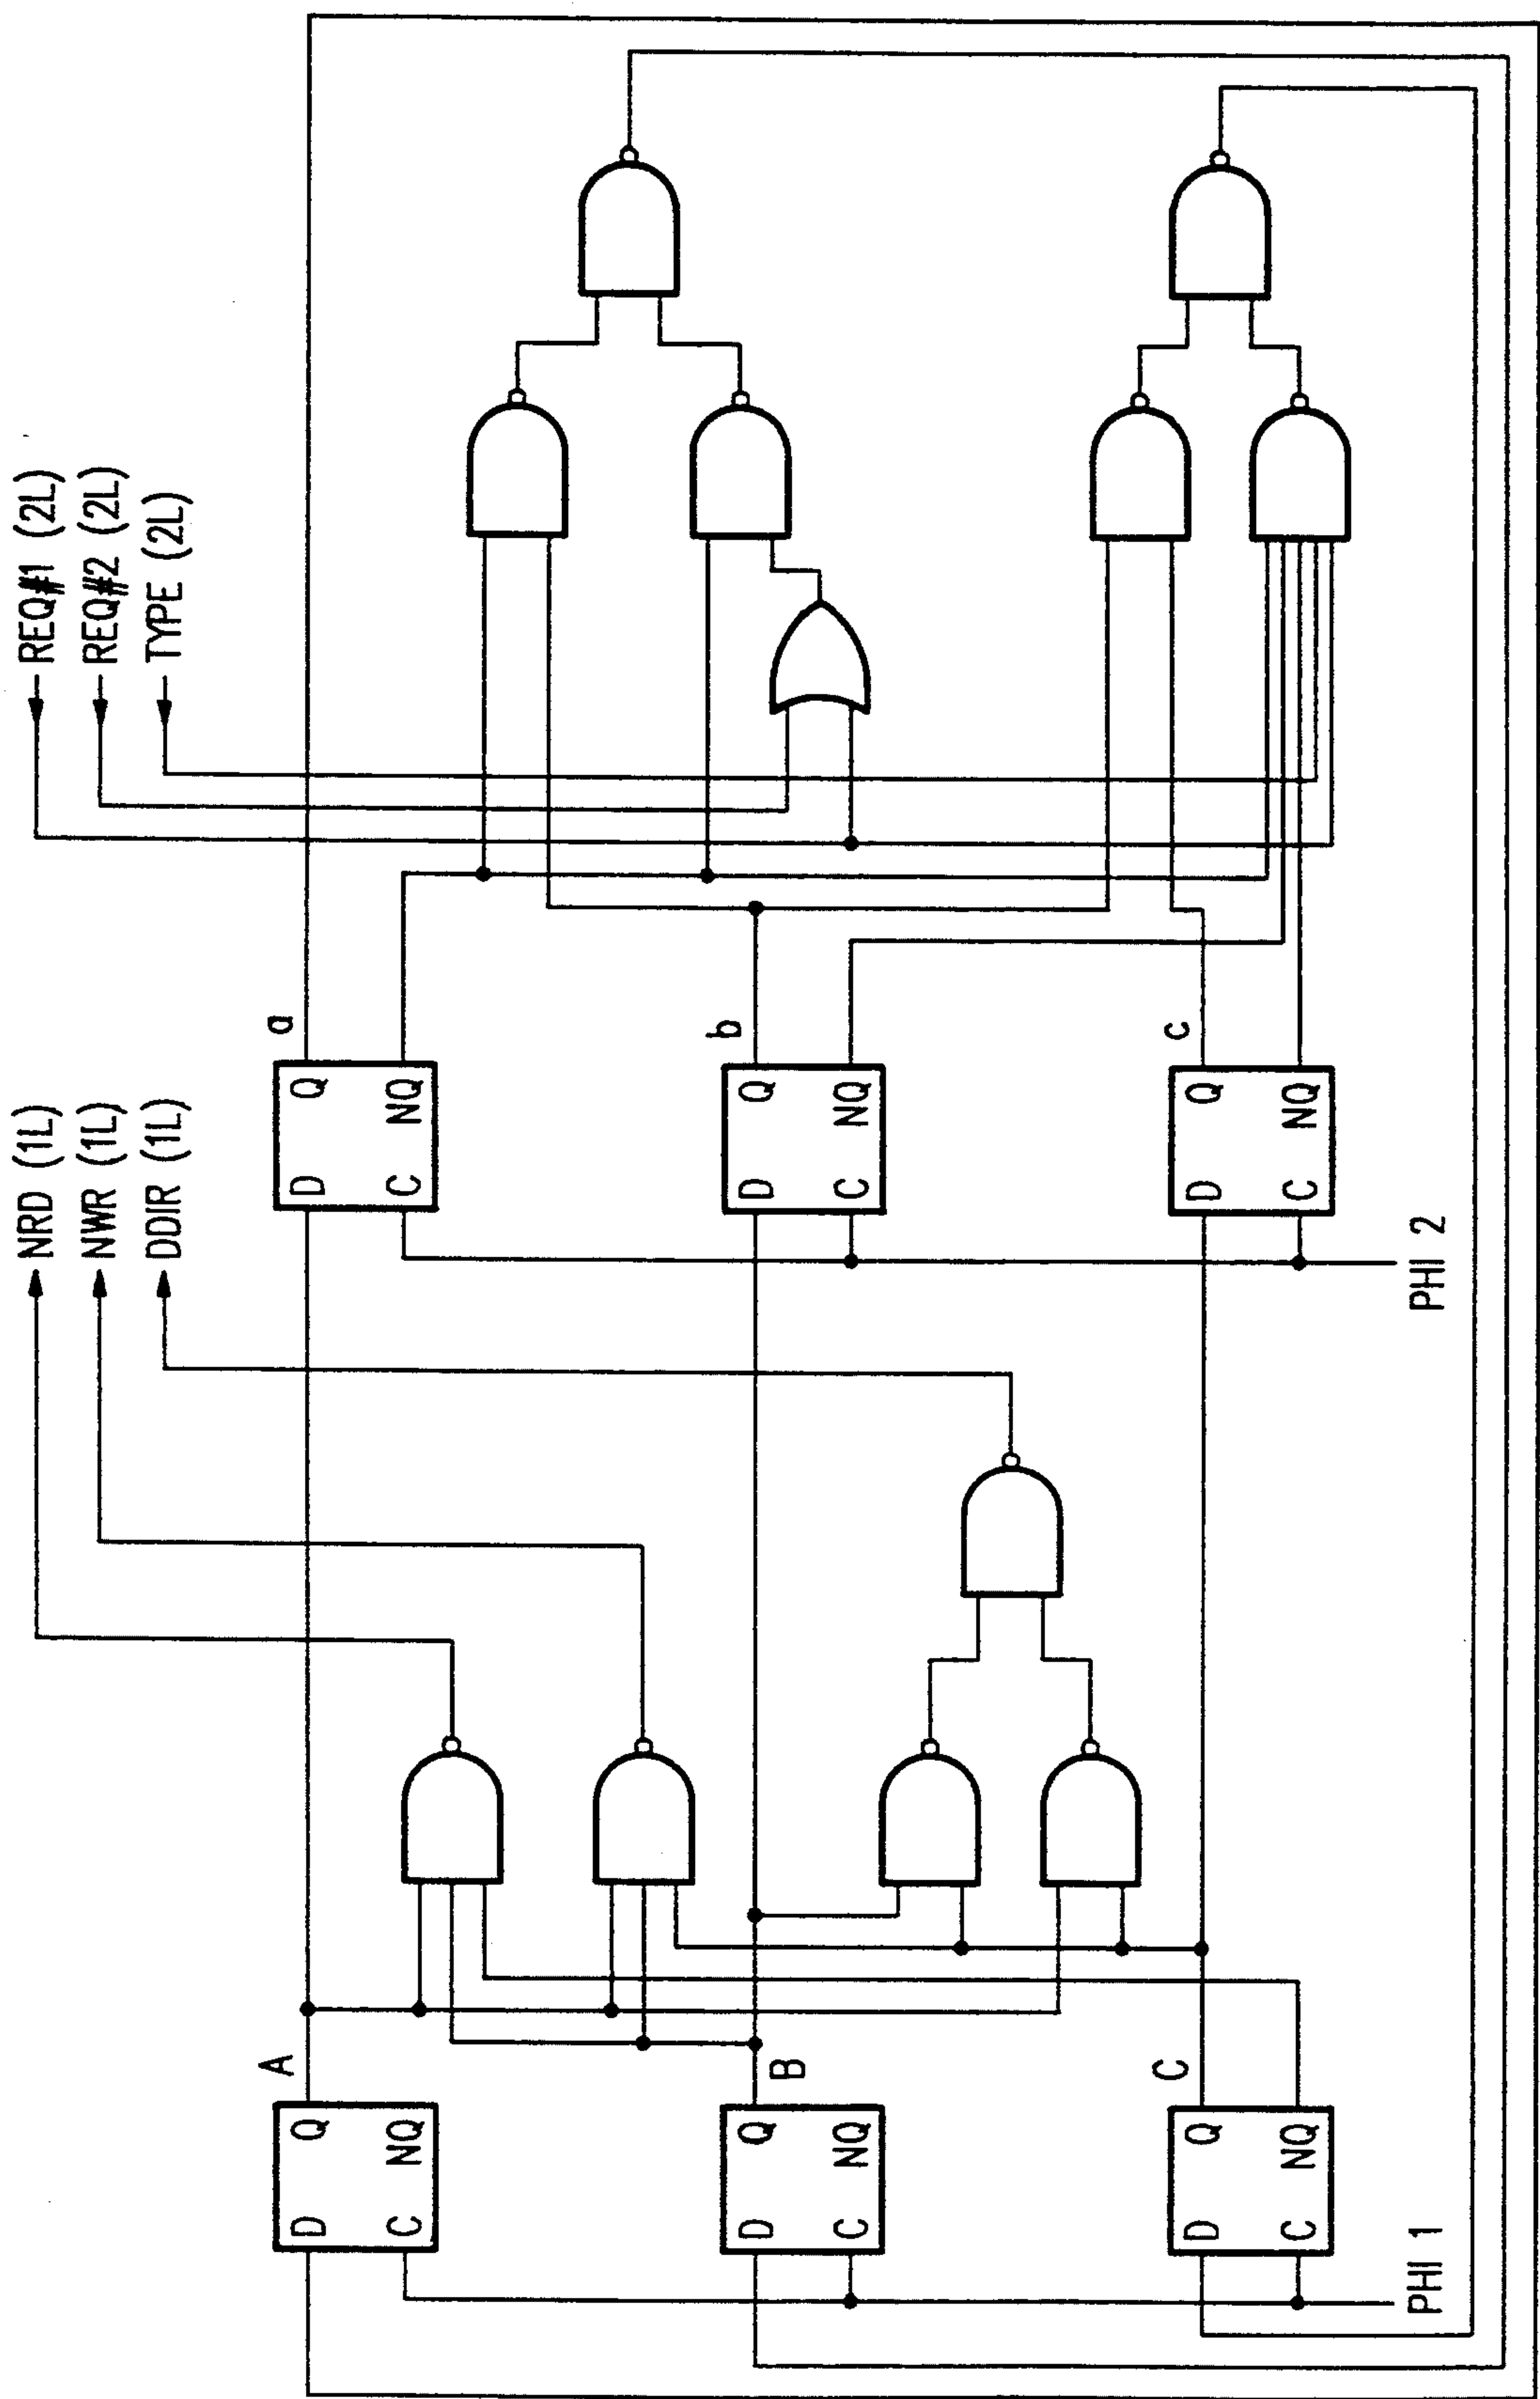 REQ#1 (2L)
REQ#2 (2L)
TYPE (2L)
NRD (1L)
NWR (1L)
DDIR (1L)
A
D Q
C NQ
B
D Q
C NQ
C
D Q
C NQ
PHI 1
a
D Q
C NQ
b
D Q
C NQ
c
D Q
C NQ
PHI 2